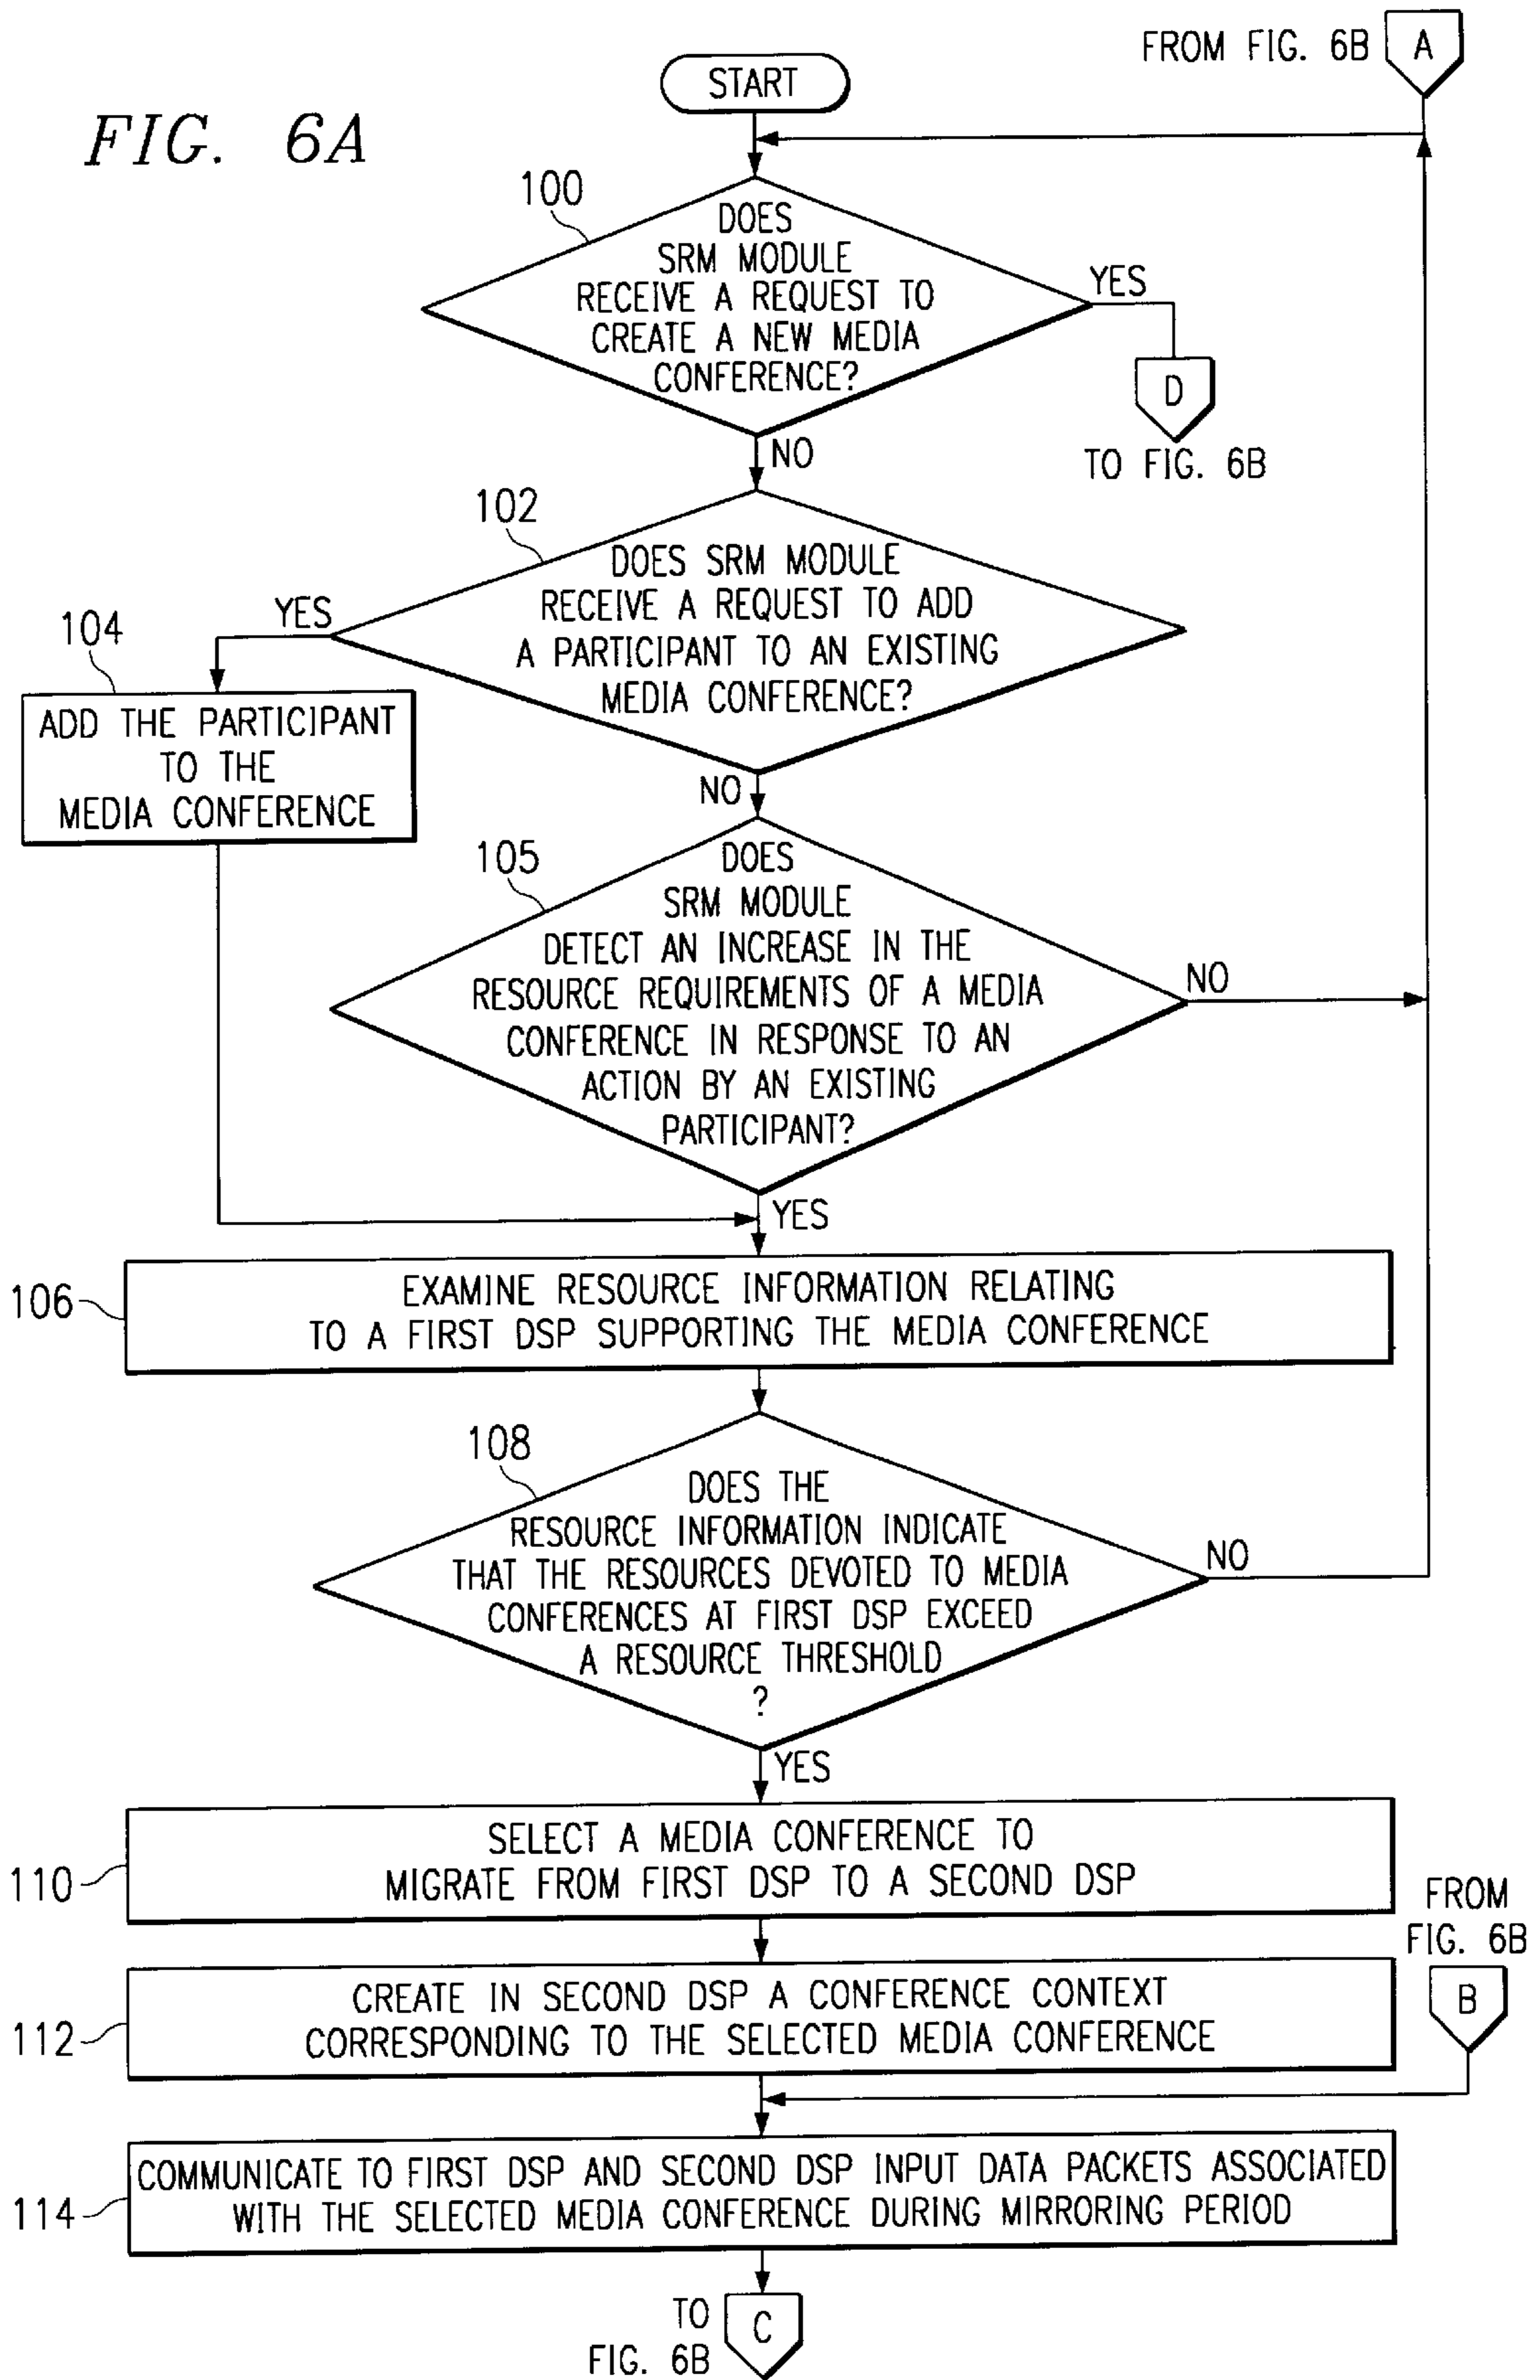 FROM FIG. 6B
A
START
FIG. 6A
100
DOES
SRM MODULE
RECEIVE A REQUEST TO
CREATE A NEW MEDIA
CONFERENCE?
YES
D
TO FIG. 6B
NO
102
DOES SRM MODULE
RECEIVE A REQUEST TO ADD
A PARTICIPANT TO AN EXISTING
MEDIA CONFERENCE?
YES
104
ADD THE PARTICIPANT
TO THE
MEDIA CONFERENCE
NO
105
DOES
SRM MODULE
DETECT AN INCREASE IN THE
RESOURCE REQUIREMENTS OF A MEDIA
CONFERENCE IN RESPONSE TO AN
ACTION BY AN EXISTING
PARTICIPANT?
NO
YES
106
EXAMINE RESOURCE INFORMATION RELATING
TO A FIRST DSP SUPPORTING THE MEDIA CONFERENCE
108
DOES THE
RESOURCE INFORMATION INDICATE
THAT THE RESOURCES DEVOTED TO MEDIA
CONFERENCES AT FIRST DSP EXCEED
A RESOURCE THRESHOLD
?
NO
YES
110
SELECT A MEDIA CONFERENCE TO
MIGRATE FROM FIRST DSP TO A SECOND DSP
FROM
FIG. 6B
B
112
CREATE IN SECOND DSP A CONFERENCE CONTEXT
CORRESPONDING TO THE SELECTED MEDIA CONFERENCE
114
COMMUNICATE TO FIRST DSP AND SECOND DSP INPUT DATA PACKETS ASSOCIATED
WITH THE SELECTED MEDIA CONFERENCE DURING MIRRORING PERIOD
TO
FIG. 6B
C